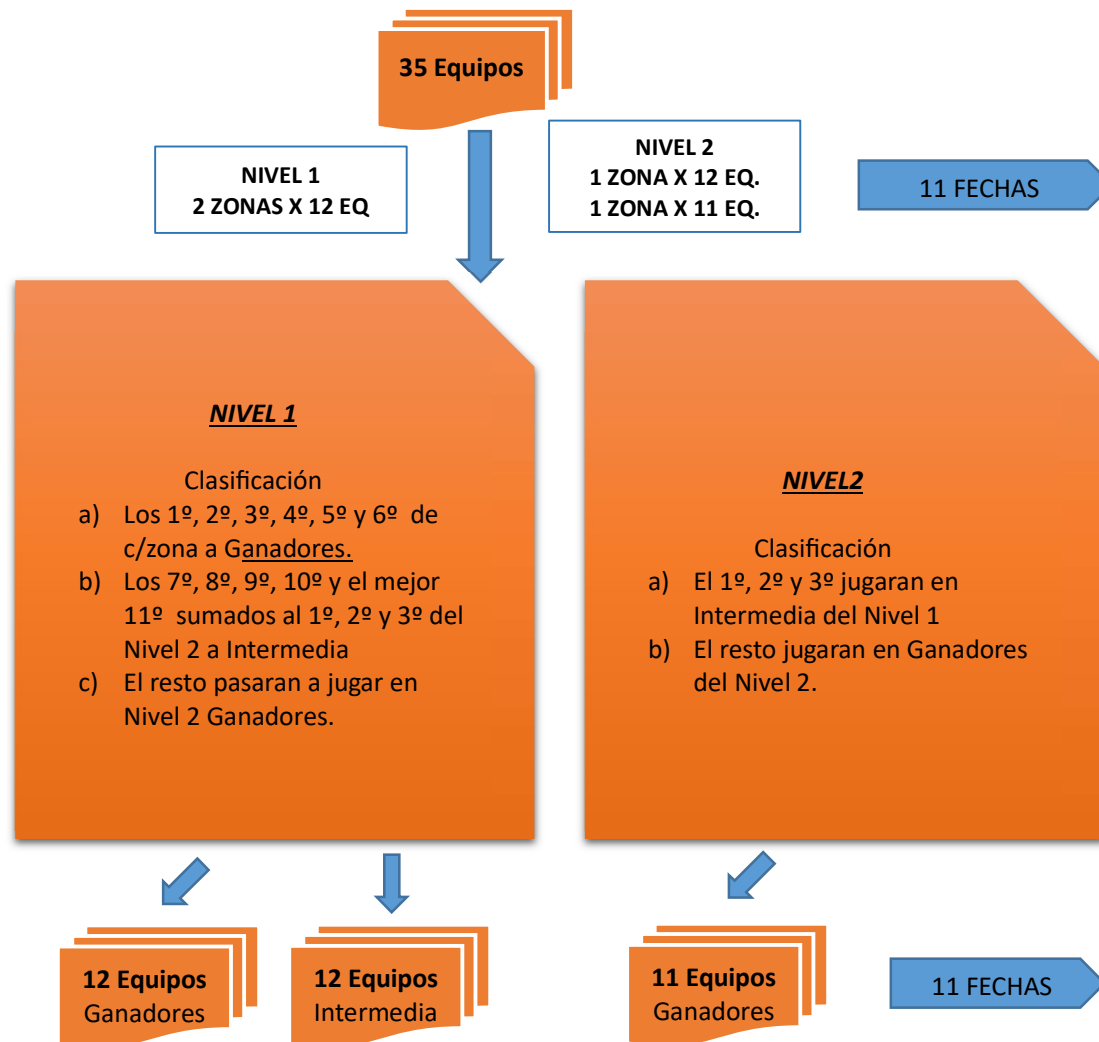 35 Equipos
NIVEL 1
2 ZONAS X 12 EQ
NIVEL 2
1 ZONA X 12 EQ.
1 ZONA X 11 EQ.
11 FECHAS
NIVEL 1
Clasificación
a) Los 1º, 2º, 3º, 4º, 5º y 6º de
c/zona a Ganadores.
b) Los 7º, 8º, 9º, 10º y el mejor
11º sumados al 1º, 2º y 3º del
Nivel 2 a Intermedia
c) El resto pasaran a jugar en
Nivel 2 Ganadores.
NIVEL2
Clasificación
a) El 1º, 2º y 3º jugaran en
Intermedia del Nivel 1
b) El resto jugaran en Ganadores
del Nivel 2.
12 Equipos
Ganadores
12 Equipos
Intermedia
11 Equipos
Ganadores
11 FECHAS